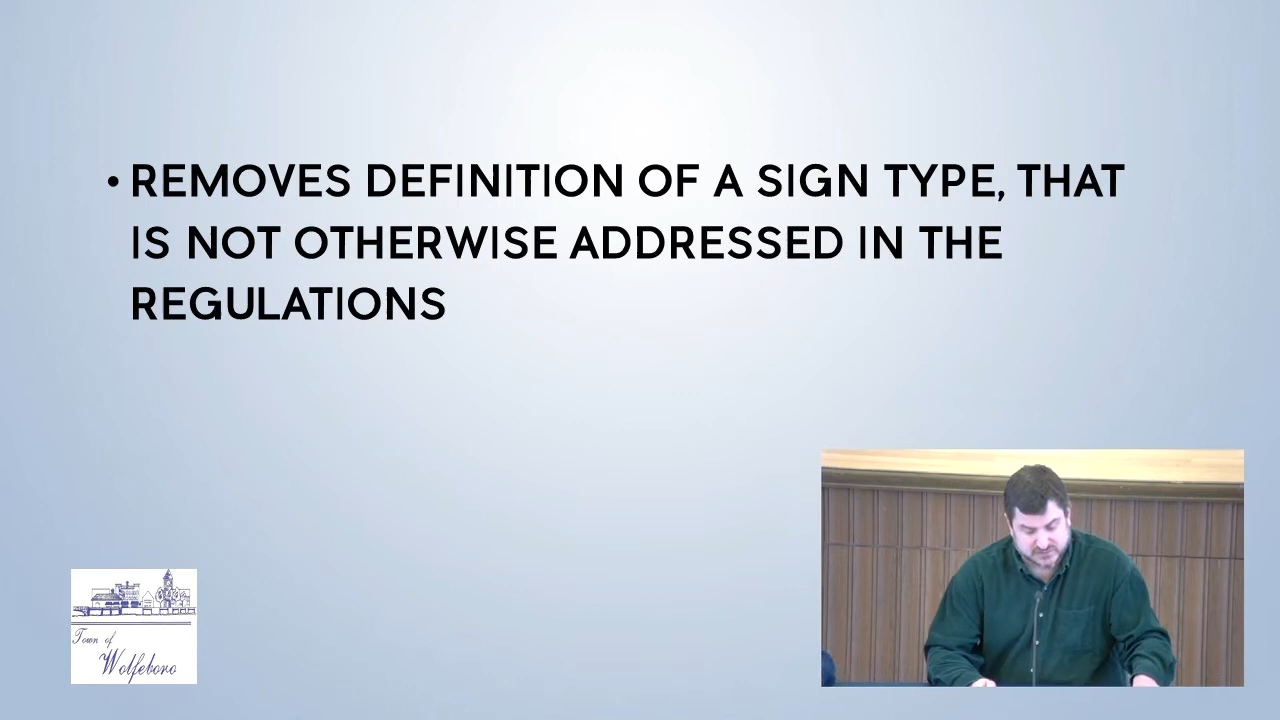 • REMOVES DEFINITION OF A SIGN TYPE, THAT
IS NOT OTHERWISE ADDRESSED IN THE
REGULATIONS
Town of
Wolfeboro